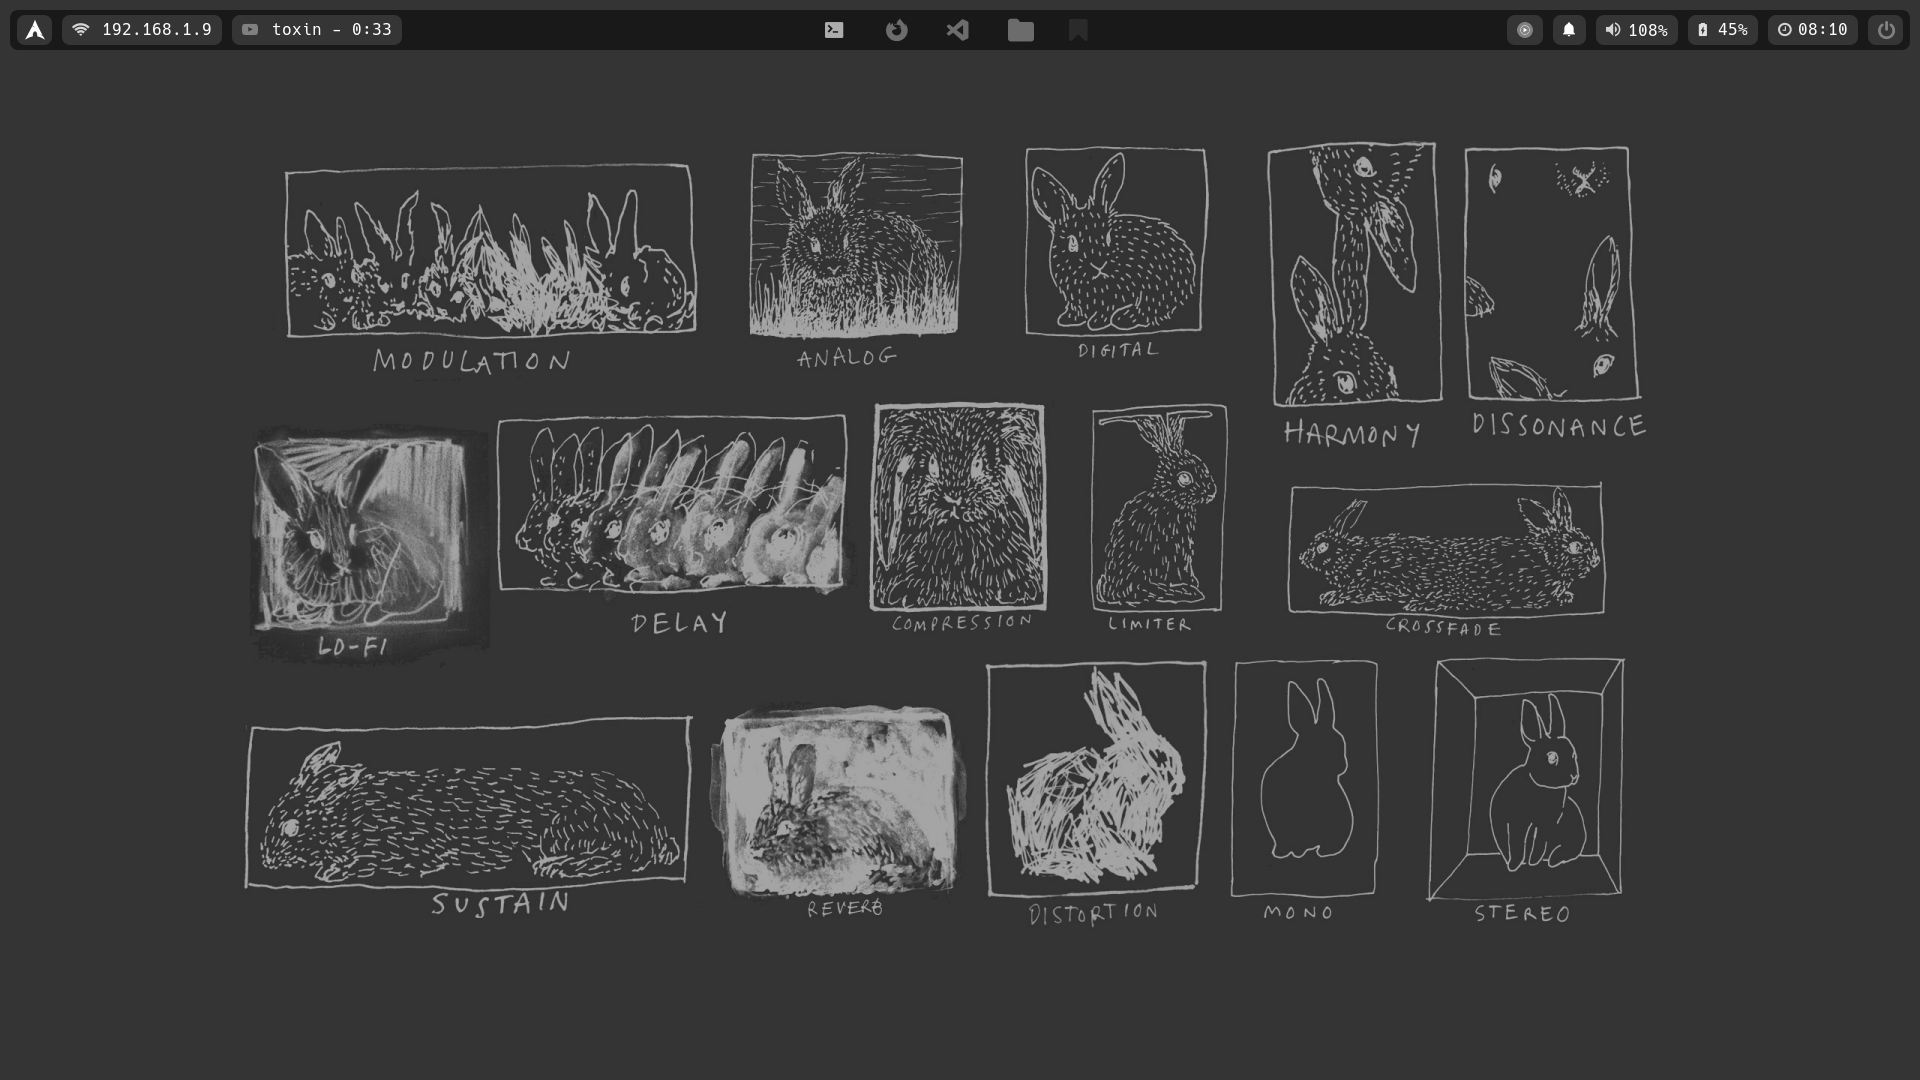 192.168.1.9
toxin - 0:33
108%
45%
08:10
MODULATION
ANALOG
DIGITAL
HARMONY
DISSONANCE
LO-FI
DELAY
COMPRESSION
LIMITER
CROSSFADE
SUSTAIN
REVERB
DISTORTION
MONO
STEREO